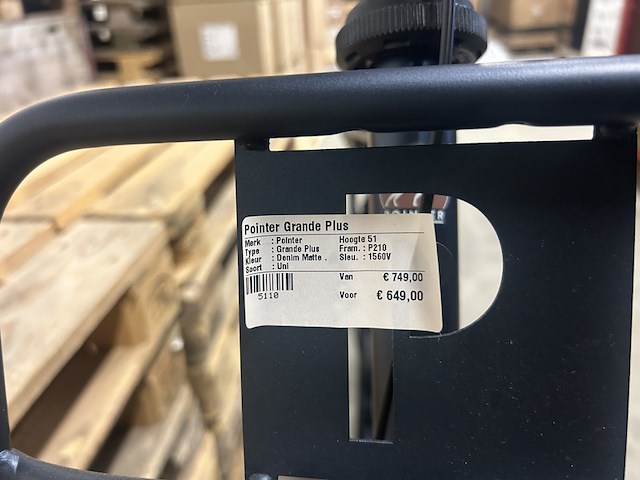 Pointer Grande Plus
Merk : Pointer Hoogte 51
Type : Grande Plus Fram. : P210
Kleur : Denim Matte . Sleu. : 1560V
Soort : Uni
Van € 749,00
5110
Voor € 649,00